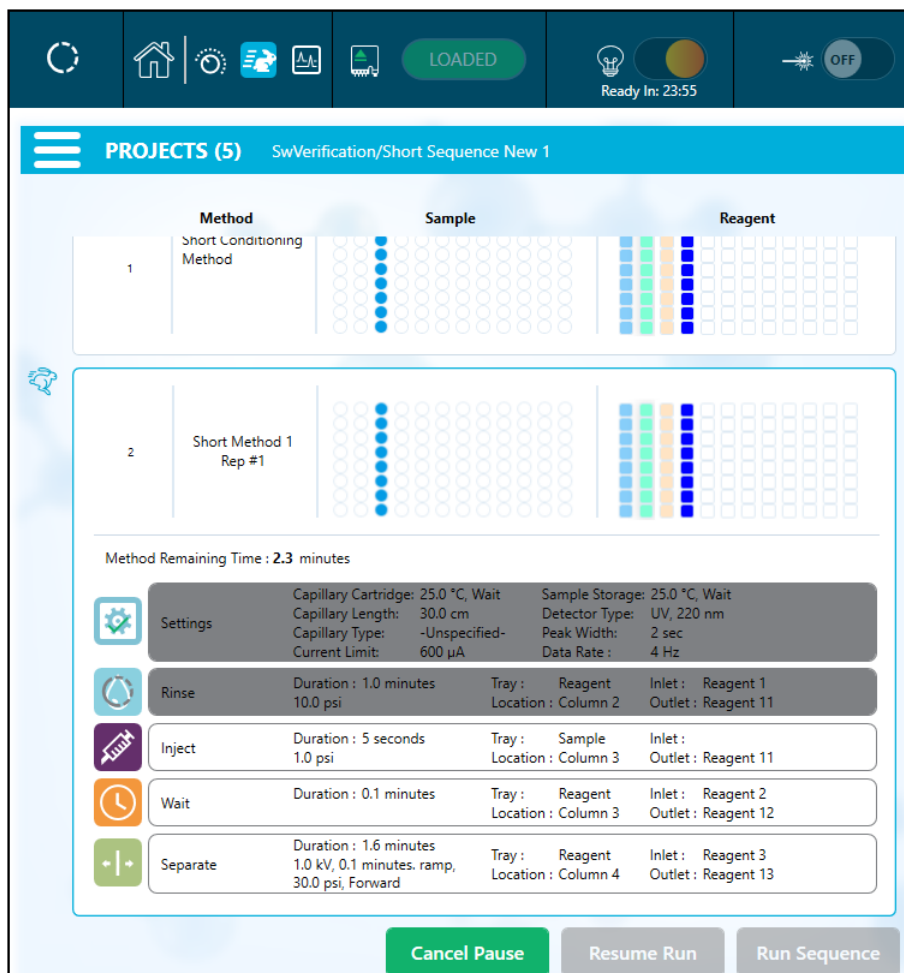 LOADED
Ready In: 23:55
OFF
PROJECTS (5) SwVerification/Short Sequence New 1
Method Sample Reagent
1 Short Conditioning
Method
2 Short Method 1
Rep #1
Method Remaining Time : 2.3 minutes
Settings
Capillary Cartridge: 25.0 °C, Wait Sample Storage: 25.0 °C, Wait
Capillary Length: 30.0 cm Detector Type: UV, 220 nm
Capillary Type: -Unspecified- Peak Width: 2 sec
Current Limit: 600 µA Data Rate : 4 Hz
Rinse
Duration : 1.0 minutes Tray : Reagent Inlet : Reagent 1
10.0 psi Location : Column 2 Outlet : Reagent 11
Inject
Duration : 5 seconds Tray : Sample Inlet :
1.0 psi Location : Column 3 Outlet : Reagent 11
Wait
Duration : 0.1 minutes Tray : Reagent Inlet : Reagent 2
Location : Column 3 Outlet : Reagent 12
Separate
Duration : 1.6 minutes
1.0 kV, 0.1 minutes. ramp, Tray : Reagent Inlet : Reagent 3
30.0 psi, Forward Location : Column 4 Outlet : Reagent 13
Cancel Pause Resume Run Run Sequence